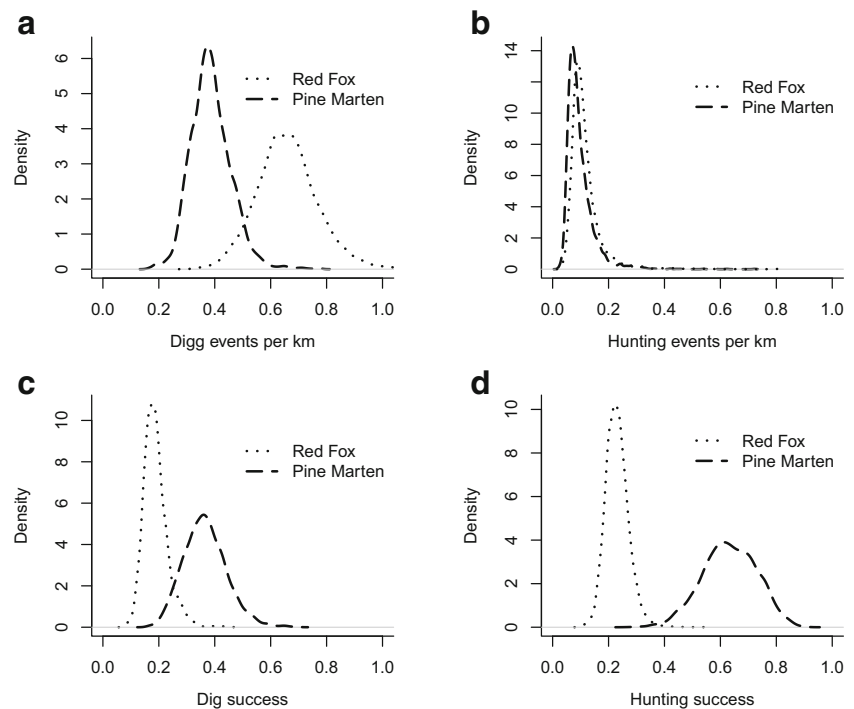 a
6
5
4
3
2
1
0
Density
Red Fox
Pine Marten
0.0 0.2 0.4 0.6 0.8 1.0
Digg events per km
b
14
10
8
6
4
2
0
Density
Red Fox
Pine Marten
0.0 0.2 0.4 0.6 0.8 1.0
Hunting events per km
c
10
8
6
4
2
0
Density
Red Fox
Pine Marten
0.0 0.2 0.4 0.6 0.8 1.0
Dig success
d
10
8
6
4
2
0
Density
Red Fox
Pine Marten
0.0 0.2 0.4 0.6 0.8 1.0
Hunting success